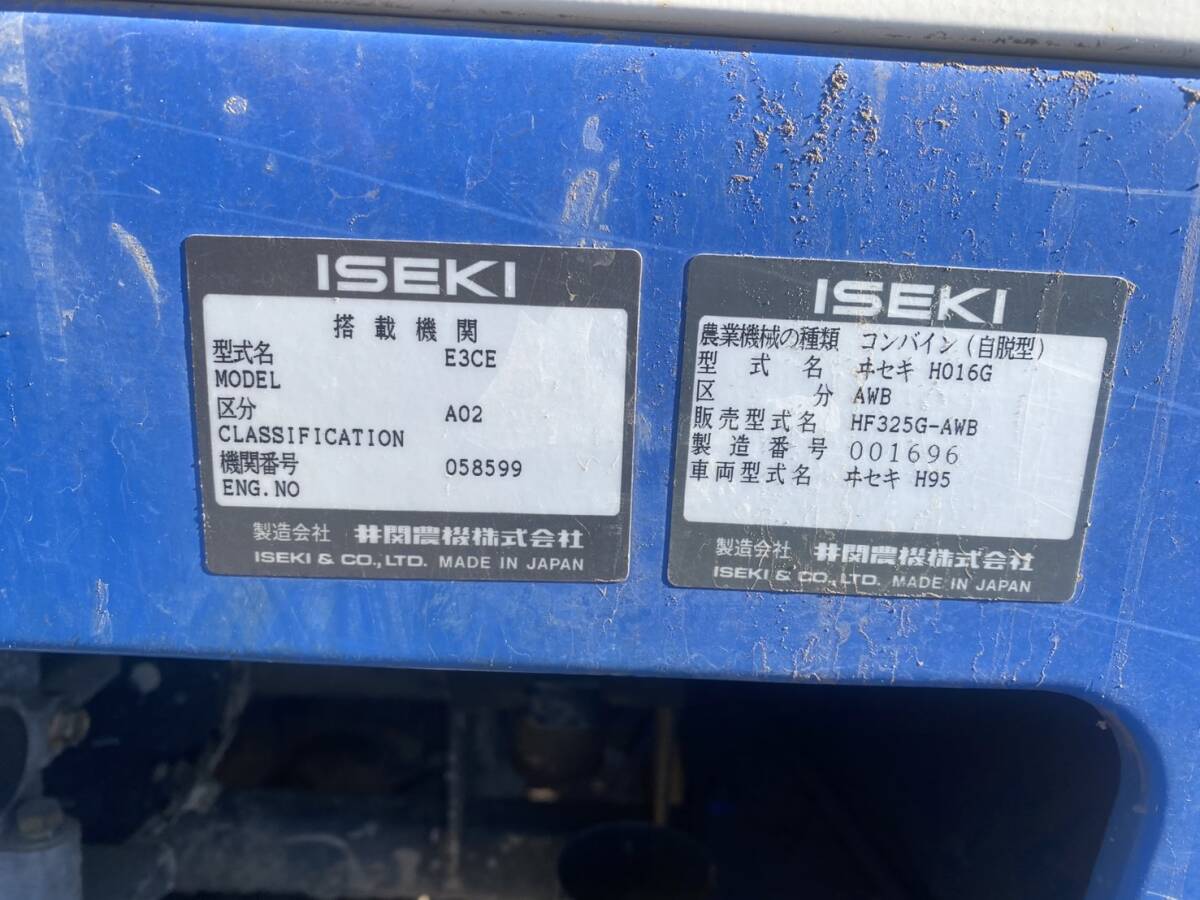 ISEKI
搭載機関
型式名 E3CE
MODEL
区分 A02
CLASSIFICATION
機関番号 058599
ENG.NO
製造会社 井関農機株式会社
ISEKI & CO.,LTD. MADE IN JAPAN
ISEKI
農業機械の種類 コンバイン(自脱型)
型式名 ヰセキ H016G
区分 AWB
販売型式名 HF325G-AWB
製造番号 001696
車両型式名 ヰセキ H95
製造会社 井関農機株式会社
ISEKI & CO.,LTD. MADE IN JAPAN